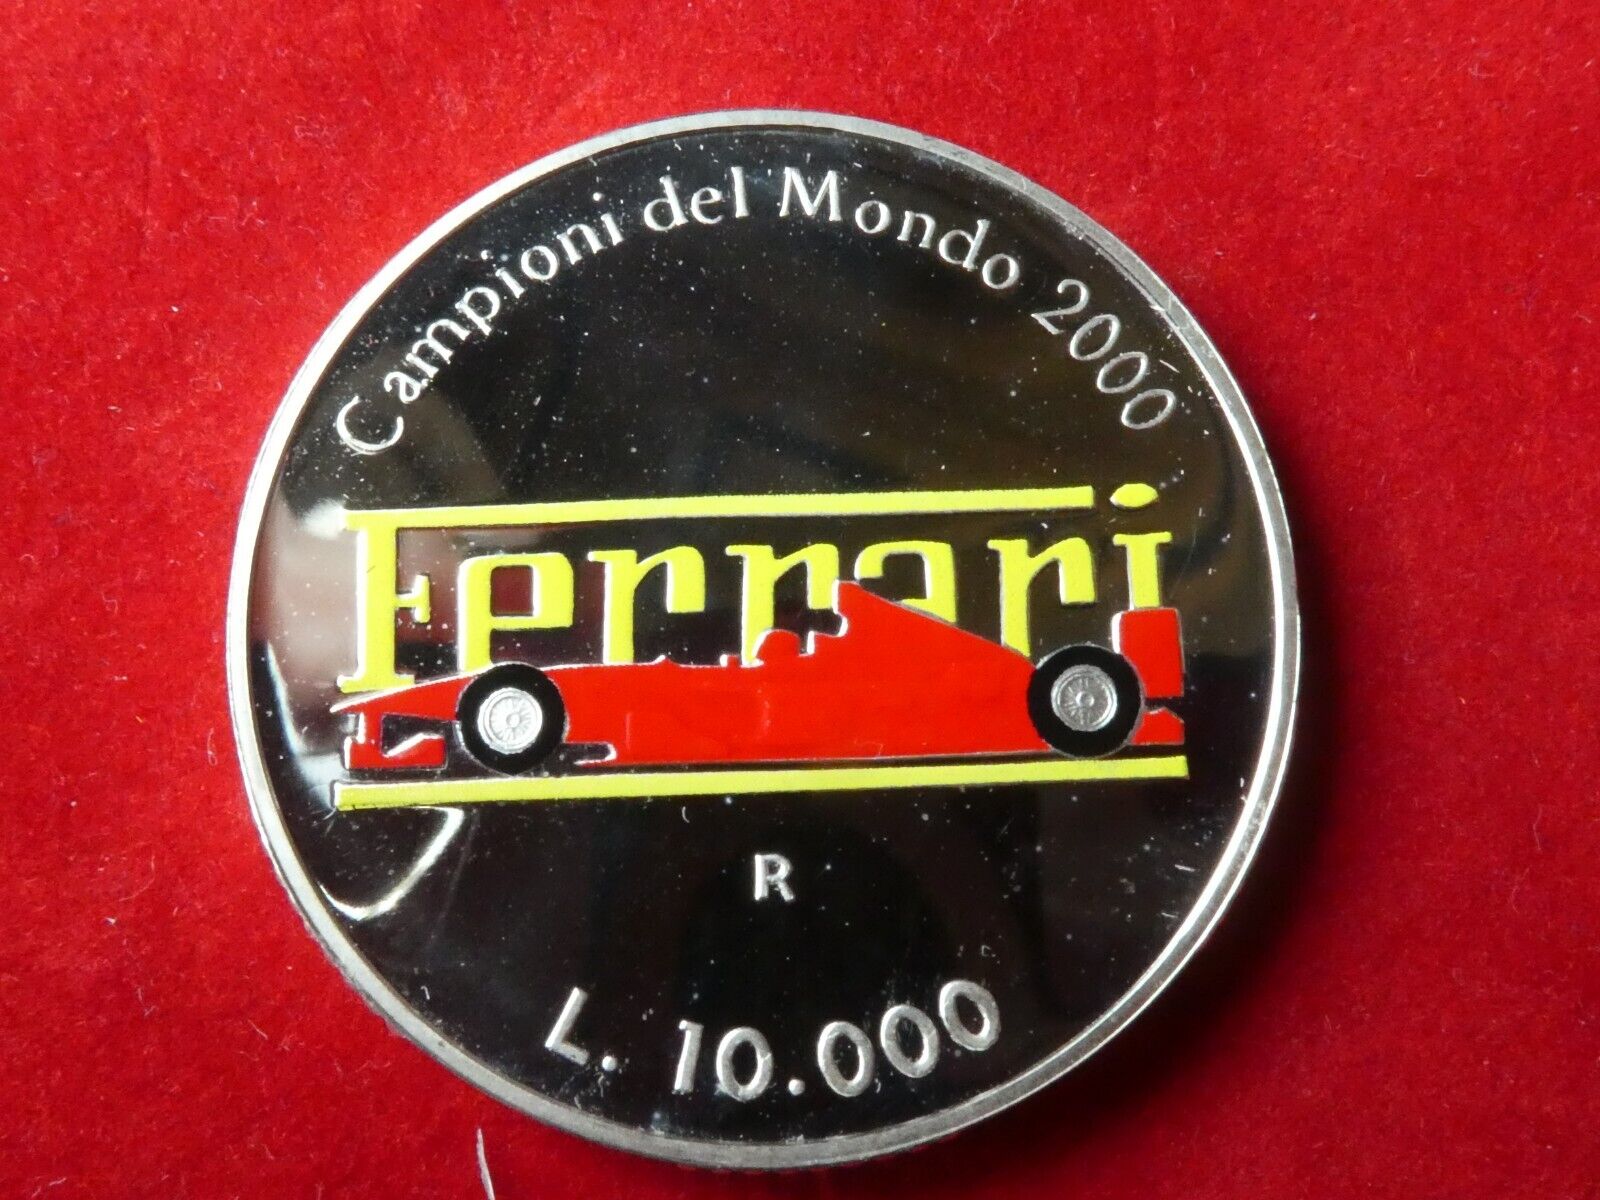 Campioni del Mondo 2000
Ferrari
R
L. 10.000